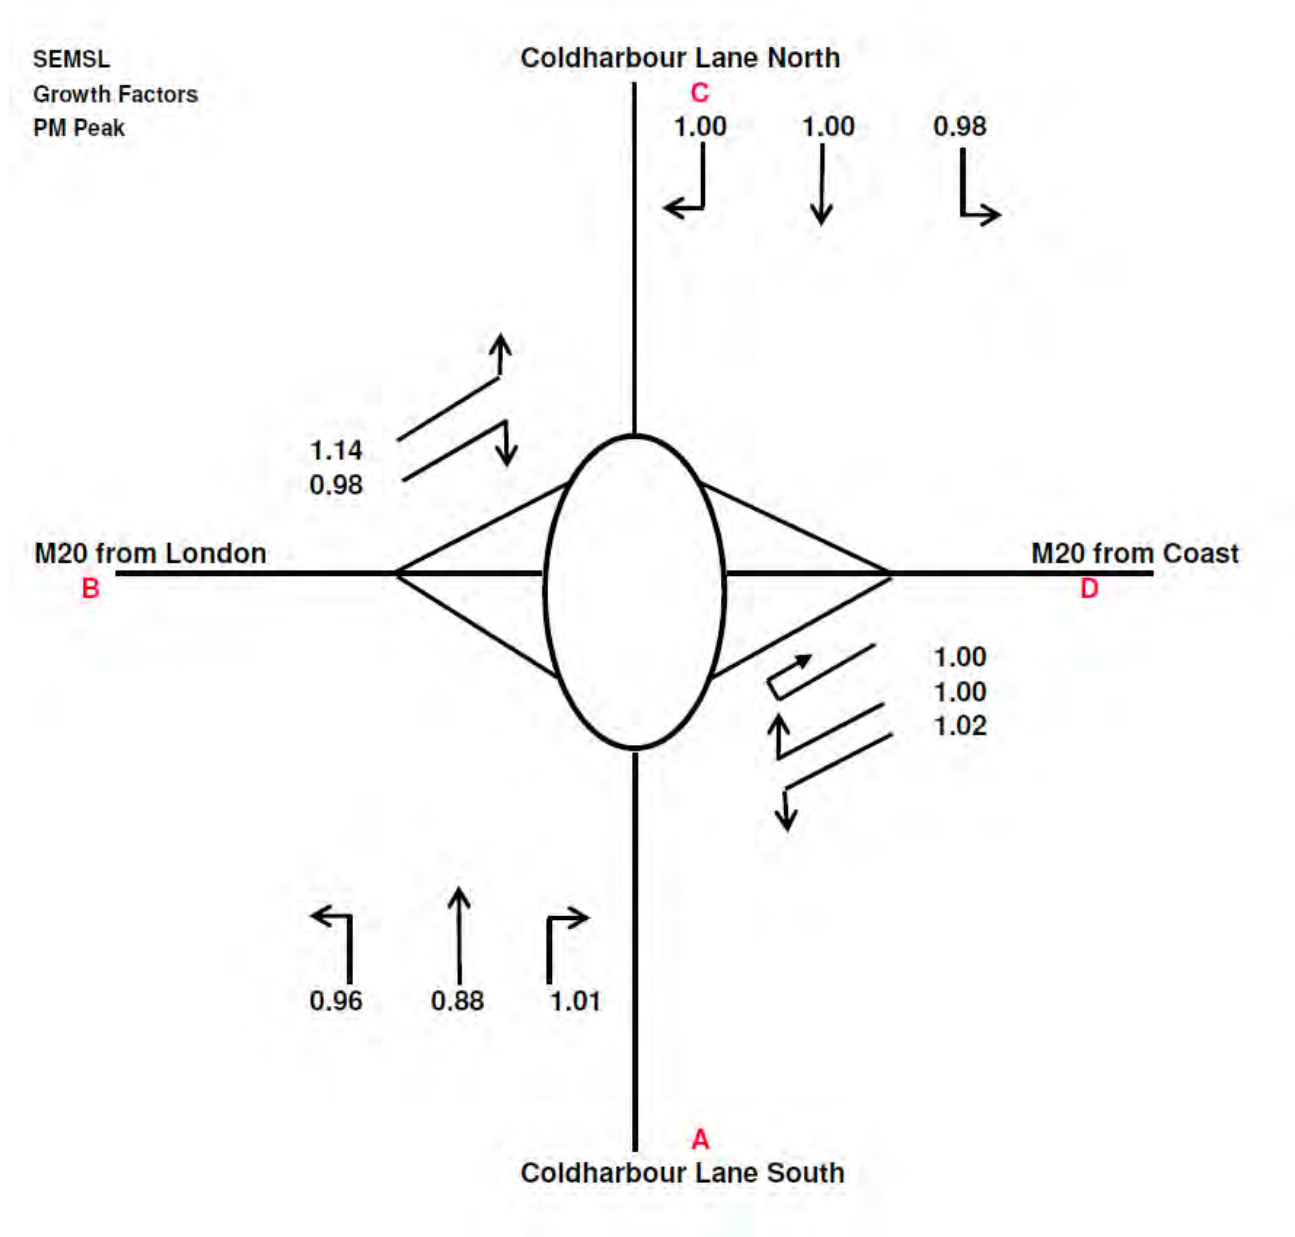 SEMSL
Growth Factors
PM Peak
Coldharbour Lane North
C
1.00 1.00 0.98
1.14
0.98
M20 from London
B
M20 from Coast
D
1.00
1.00
1.02
0.96 0.88 1.01
A
Coldharbour Lane South